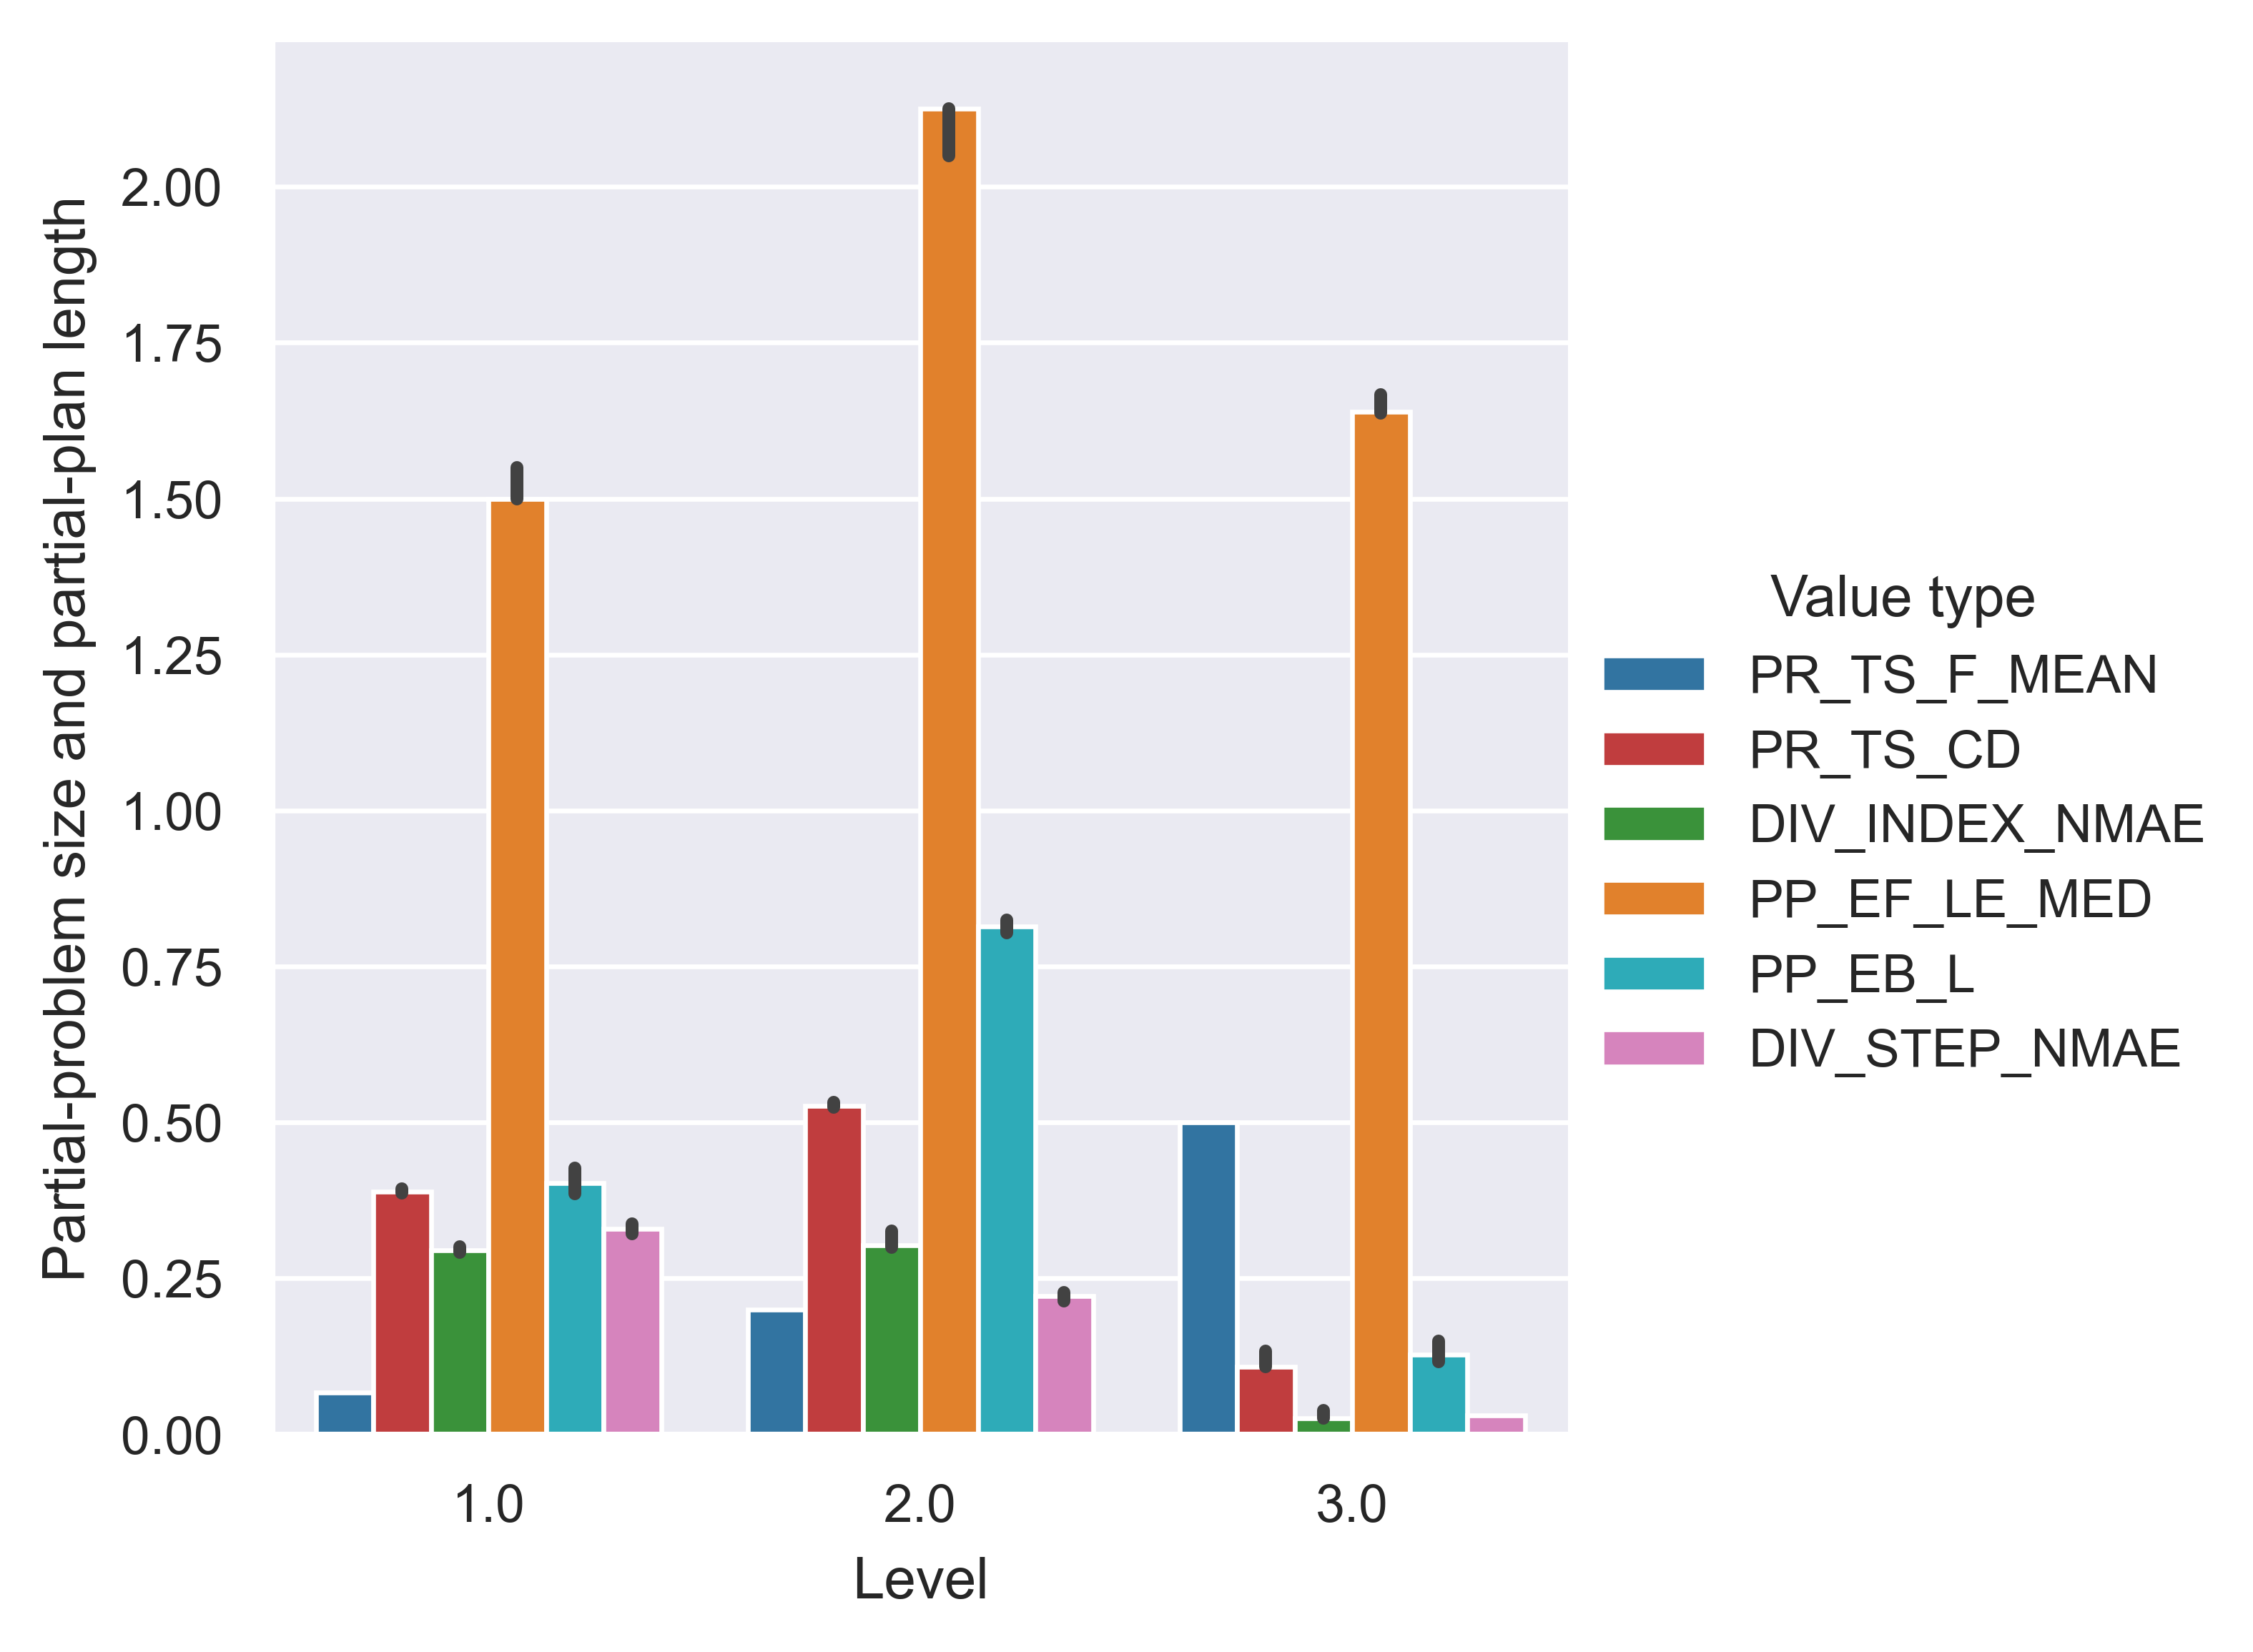 Partial-problem size and partial-plan length
2.00
1.75
1.50
1.25
1.00
0.75
0.50
0.25
0.00
1.0 2.0 3.0
Level
Value type
PR_TS_F_MEAN
PR_TS_CD
DIV_INDEX_NMAE
PP_EF_LE_MED
PP_EB_L
DIV_STEP_NMAE